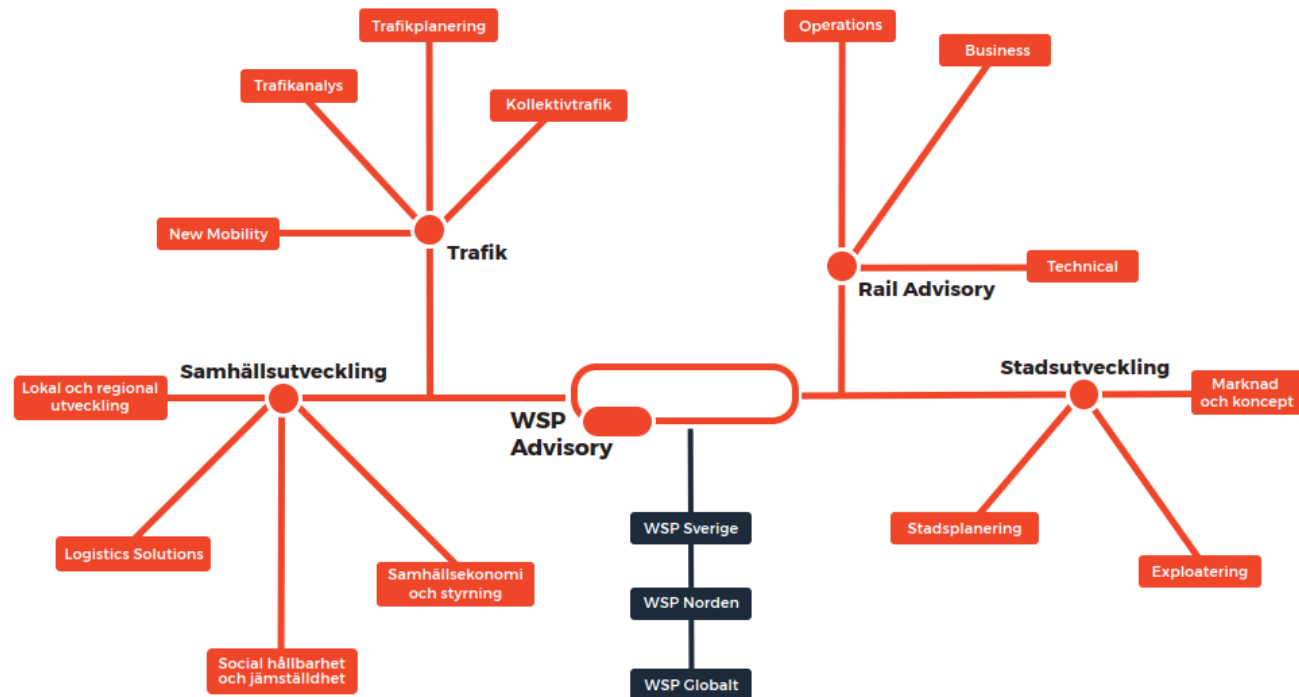 Trafikplanering
Operations
Business
Trafikanalys
Kollektivtrafik
New Mobility
Trafik
Technical
Rail Advisory
Samhällsutveckling
Stadsutveckling
Lokal och regional
utveckling
Marknad
och koncept
WSP
Advisory
WSP Sverige
Stadsplanering
Logistics Solutions
Samhällsekonomi
och styrning
Exploatering
WSP Norden
Social hållbarhet
och jämställdhet
WSP Globalt